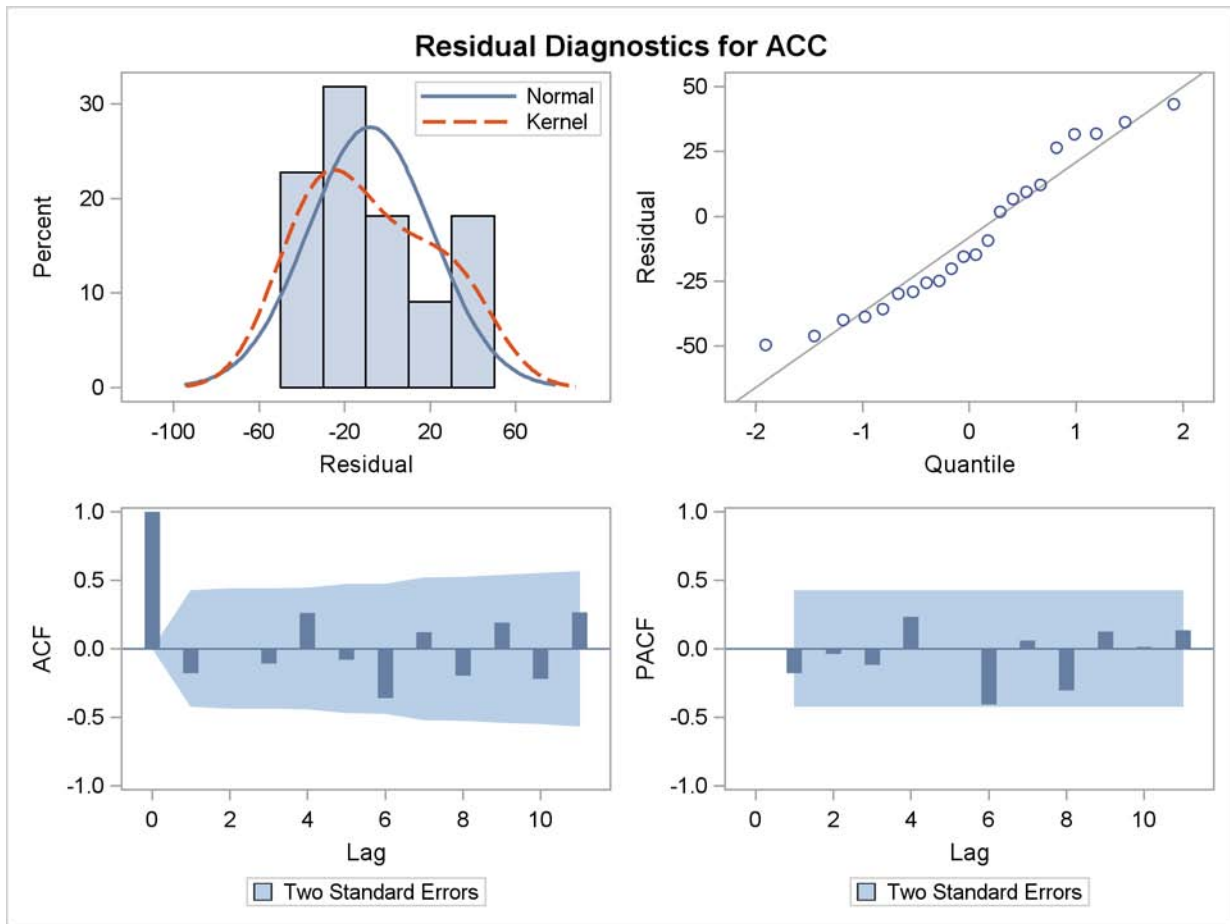 Residual Diagnostics for ACC
30
20
10
0
Percent
Normal
Kernel
-100 -60 -20 20 60
Residual
50
25
0
-25
-50
Residual
-2 -1 0 1 2
Quantile
1.0
0.5
0.0
-0.5
-1.0
ACF
0 2 4 6 8 10
Lag
Two Standard Errors
1.0
0.5
0.0
-0.5
-1.0
PACF
0 2 4 6 8 10
Lag
Two Standard Errors